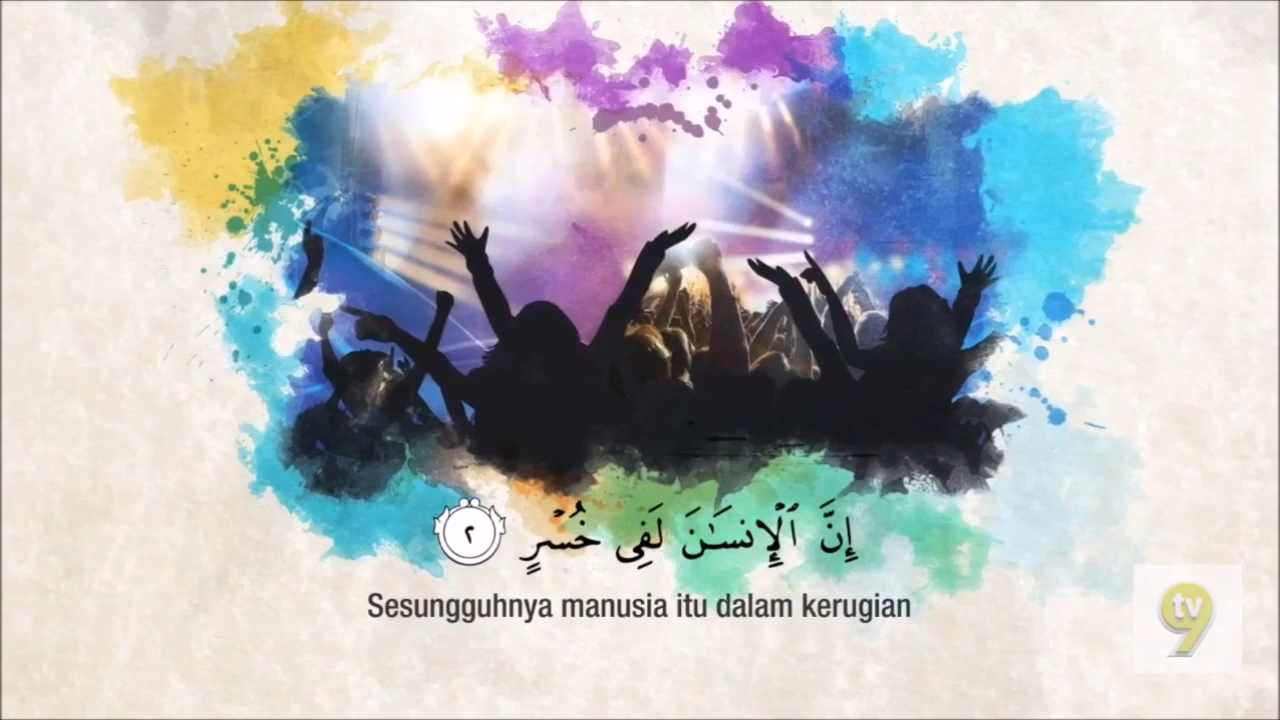 إِنَّ ٱلْإِنسَٰنَ لَفِى خُسْرٍ ٢
Sesungguhnya manusia itu dalam kerugian
tv9